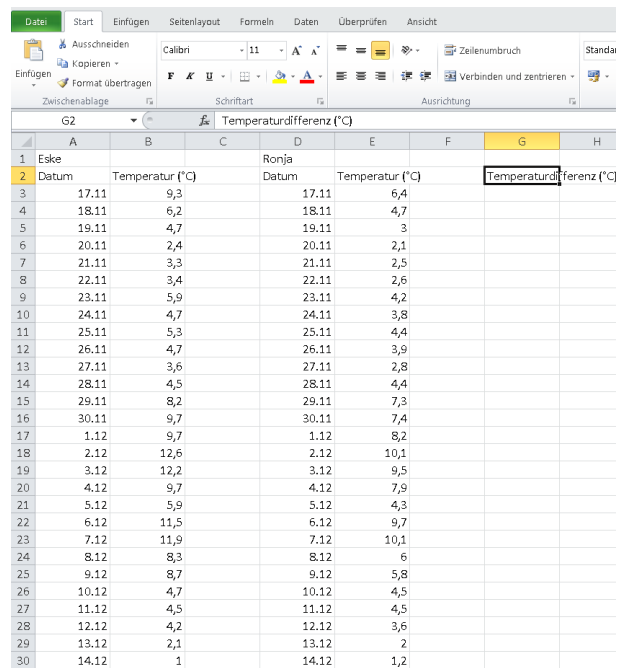 Datei Start Einfügen Seitenlayout Formeln Daten Überprüfen Ansicht
Einfügen
Ausschneiden
Kopieren
Format übertragen
Zwischenablage
Calibri 11 A A
F K U A
Schriftart
Zeilenumbruch
Verbinden und zentrieren
Ausrichtung
Standa
G2 fx Temperaturdifferenz (°C)
A B C D E F G H
1 Eske Ronja
2 Datum Temperatur (°C) Datum Temperatur (°C) Temperaturdifferenz (°C)
3 17.11 9,3 17.11 6,4
4 18.11 6,2 18.11 4,7
5 19.11 4,7 19.11 3
6 20.11 2,4 20.11 2,1
7 21.11 3,3 21.11 2,5
8 22.11 3,4 22.11 2,6
9 23.11 5,9 23.11 4,2
10 24.11 4,7 24.11 3,8
11 25.11 5,3 25.11 4,4
12 26.11 4,7 26.11 3,9
13 27.11 3,6 27.11 2,8
14 28.11 4,5 28.11 4,4
15 29.11 8,2 29.11 7,3
16 30.11 9,7 30.11 7,4
17 1.12 9,7 1.12 8,2
18 2.12 12,6 2.12 10,1
19 3.12 12,2 3.12 9,5
20 4.12 9,7 4.12 7,9
21 5.12 5,9 5.12 4,3
22 6.12 11,5 6.12 9,7
23 7.12 11,9 7.12 10,1
24 8.12 8,3 8.12 6
25 9.12 8,7 9.12 5,8
26 10.12 4,7 10.12 4,5
27 11.12 4,5 11.12 4,5
28 12.12 4,2 12.12 3,6
29 13.12 2,1 13.12 2
30 14.12 1 14.12 1,2